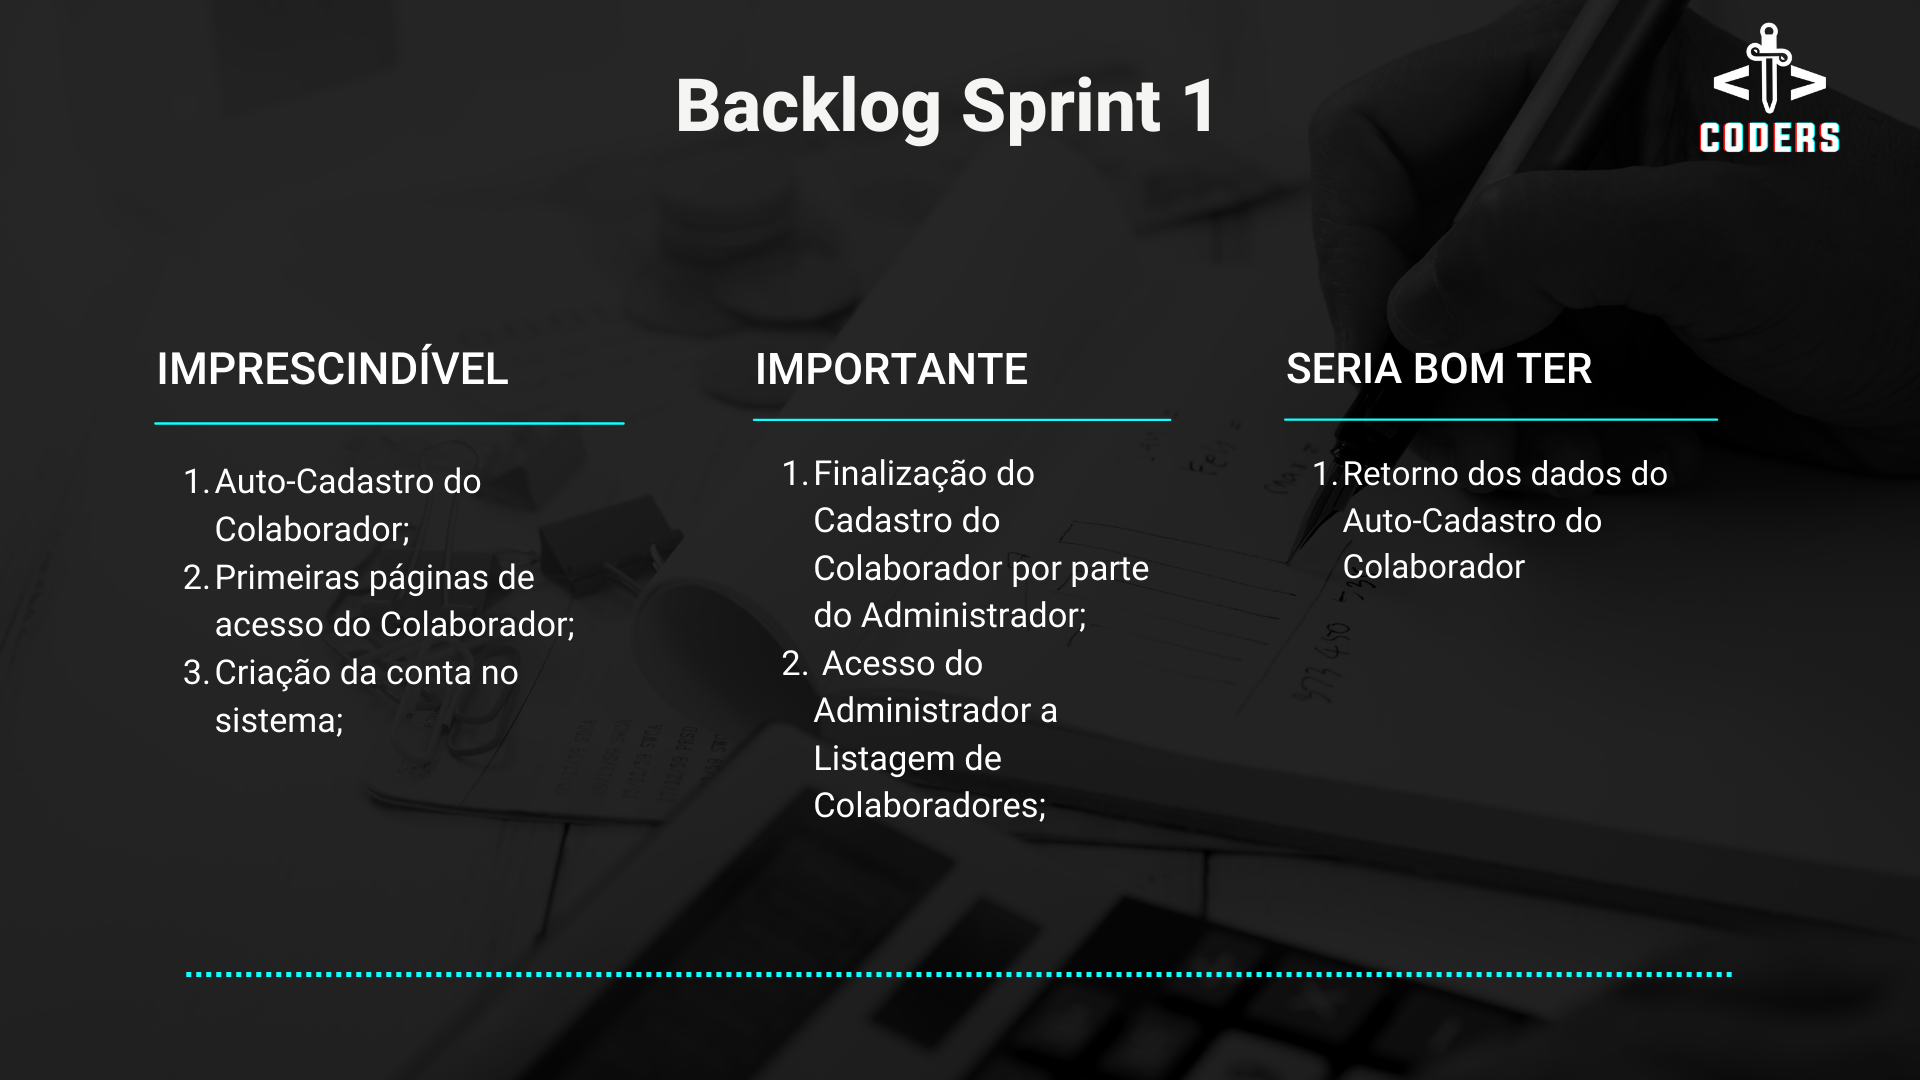 Backlog Sprint 1
< >
CODERS
IMPRESCINDÍVEL
1. Auto-Cadastro do
Colaborador;
2. Primeiras páginas de
acesso do Colaborador;
3. Criação da conta no
sistema;
IMPORTANTE
1. Finalização do
Cadastro do
Colaborador por parte
do Administrador;
2. Acesso do
Administrador a
Listagem de
Colaboradores;
SERIA BOM TER
1. Retorno dos dados do
Auto-Cadastro do
Colaborador